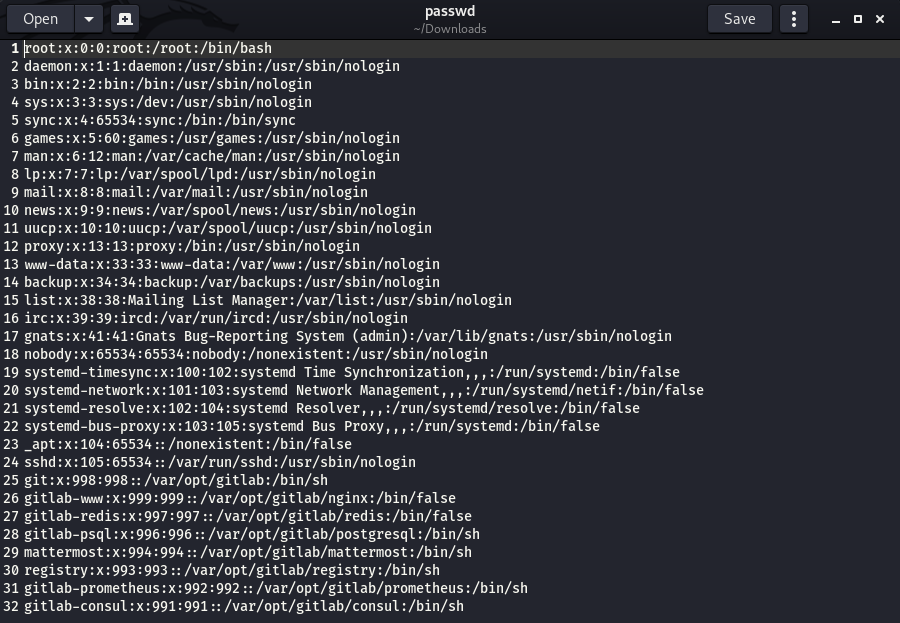 Open
passwd
~/Downloads
Save
1 root:x:0:0:root:/root:/bin/bash
2 daemon:x:1:1:daemon:/usr/sbin:/usr/sbin/nologin
3 bin:x:2:2:bin:/bin:/usr/sbin/nologin
4 sys:x:3:3:sys:/dev:/usr/sbin/nologin
5 sync:x:4:65534:sync:/bin:/bin/sync
6 games:x:5:60:games:/usr/games:/usr/sbin/nologin
7 man:x:6:12:man:/var/cache/man:/usr/sbin/nologin
8 lp:x:7:7:lp:/var/spool/lpd:/usr/sbin/nologin
9 mail:x:8:8:mail:/var/mail:/usr/sbin/nologin
10 news:x:9:9:news:/var/spool/news:/usr/sbin/nologin
11 uucp:x:10:10:uucp:/var/spool/uucp:/usr/sbin/nologin
12 proxy:x:13:13:proxy:/bin:/usr/sbin/nologin
13 www-data:x:33:33:www-data:/var/www:/usr/sbin/nologin
14 backup:x:34:34:backup:/var/backups:/usr/sbin/nologin
15 list:x:38:38:Mailing List Manager:/var/list:/usr/sbin/nologin
16 irc:x:39:39:ircd:/var/run/ircd:/usr/sbin/nologin
17 gnats:x:41:41:Gnats Bug-Reporting System (admin):/var/lib/gnats:/usr/sbin/nologin
18 nobody:x:65534:65534:nobody:/nonexistent:/usr/sbin/nologin
19 systemd-timesync:x:100:102:systemd Time Synchronization,,,:/run/systemd:/bin/false
20 systemd-network:x:101:103:systemd Network Management,,,:/run/systemd/netif:/bin/false
21 systemd-resolve:x:102:104:systemd Resolver,,,:/run/systemd/resolve:/bin/false
22 systemd-bus-proxy:x:103:105:systemd Bus Proxy,,,:/run/systemd:/bin/false
23 _apt:x:104:65534::/nonexistent:/bin/false
24 sshd:x:105:65534::/var/run/sshd:/usr/sbin/nologin
25 git:x:998:998::/var/opt/gitlab:/bin/sh
26 gitlab-www:x:999:999::/var/opt/gitlab/nginx:/bin/false
27 gitlab-redis:x:997:997::/var/opt/gitlab/redis:/bin/false
28 gitlab-psql:x:996:996::/var/opt/gitlab/postgresql:/bin/sh
29 mattermost:x:994:994::/var/opt/gitlab/mattermost:/bin/sh
30 registry:x:993:993::/var/opt/gitlab/registry:/bin/sh
31 gitlab-prometheus:x:992:992::/var/opt/gitlab/prometheus:/bin/sh
32 gitlab-consul:x:991:991::/var/opt/gitlab/consul:/bin/sh